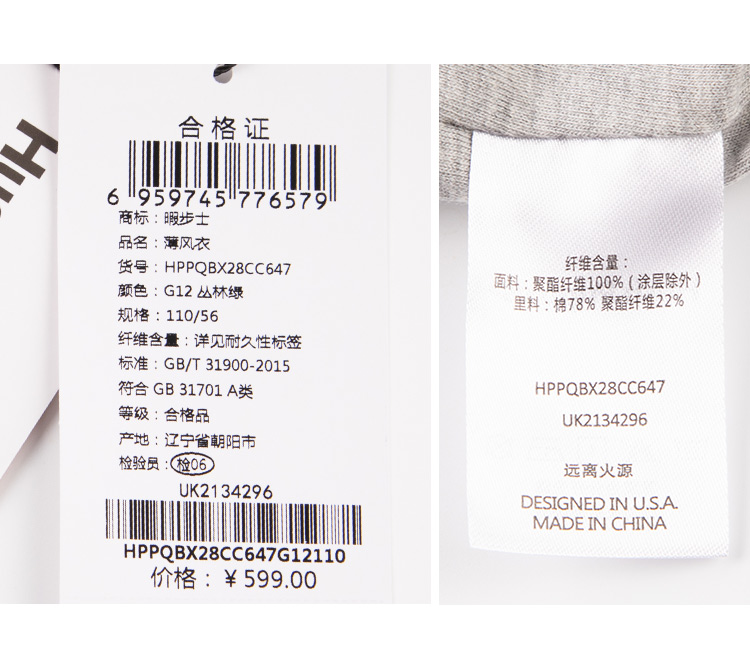 Hu
合格证
6 959745 776579
商标：暇步士
品名：薄风衣
货号：HPPQBX28CC647
颜色：G12 丛林绿
规格：110/56
纤维含量：详见耐久性标签
标准：GB/T 31900-2015
符合 GB 31701 A类
等级：合格品
产地：辽宁省朝阳市
检验员：检06
UK2134296
HPPQBX28CC647G12110
价格：￥599.00
纤维含量：
面料：聚酯纤维100%（涂层除外）
里料：棉78% 聚酯纤维22%
HPPQBX28CC647
UK2134296
远离火源
DESIGNED IN U.S.A.
MADE IN CHINA